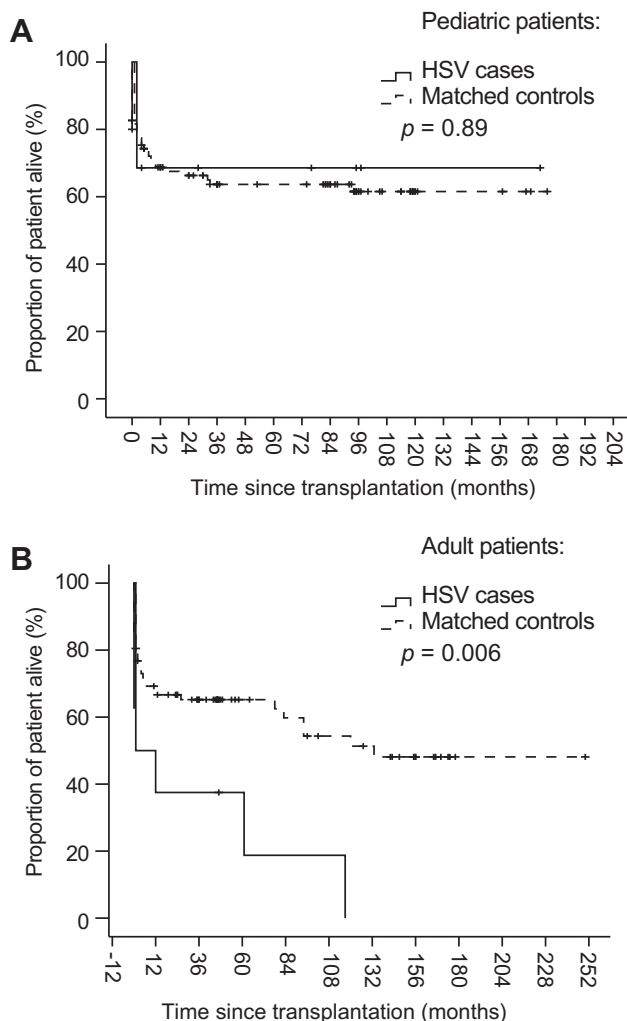 A
Pediatric patients:
HSV cases
Matched controls
p = 0.89
Proportion of patient alive (%)
100
80
60
40
20
0
0 12 24 36 48 60 72 84 96 108 120 132 144 156 168 180 192 204
Time since transplantation (months)
B
Adult patients:
HSV cases
Matched controls
p = 0.006
Proportion of patient alive (%)
100
80
60
40
20
0
-12 12 36 60 84 108 132 156 180 204 228 252
Time since transplantation (months)